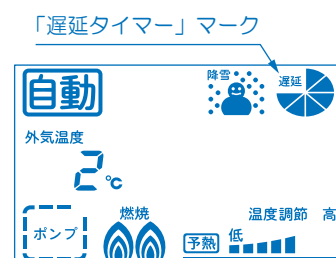 「遅延タイマー」マーク
自動
降雪
遅延
外気温度
2℃
燃焼
温度調節 高
ポンプ
予熱
低